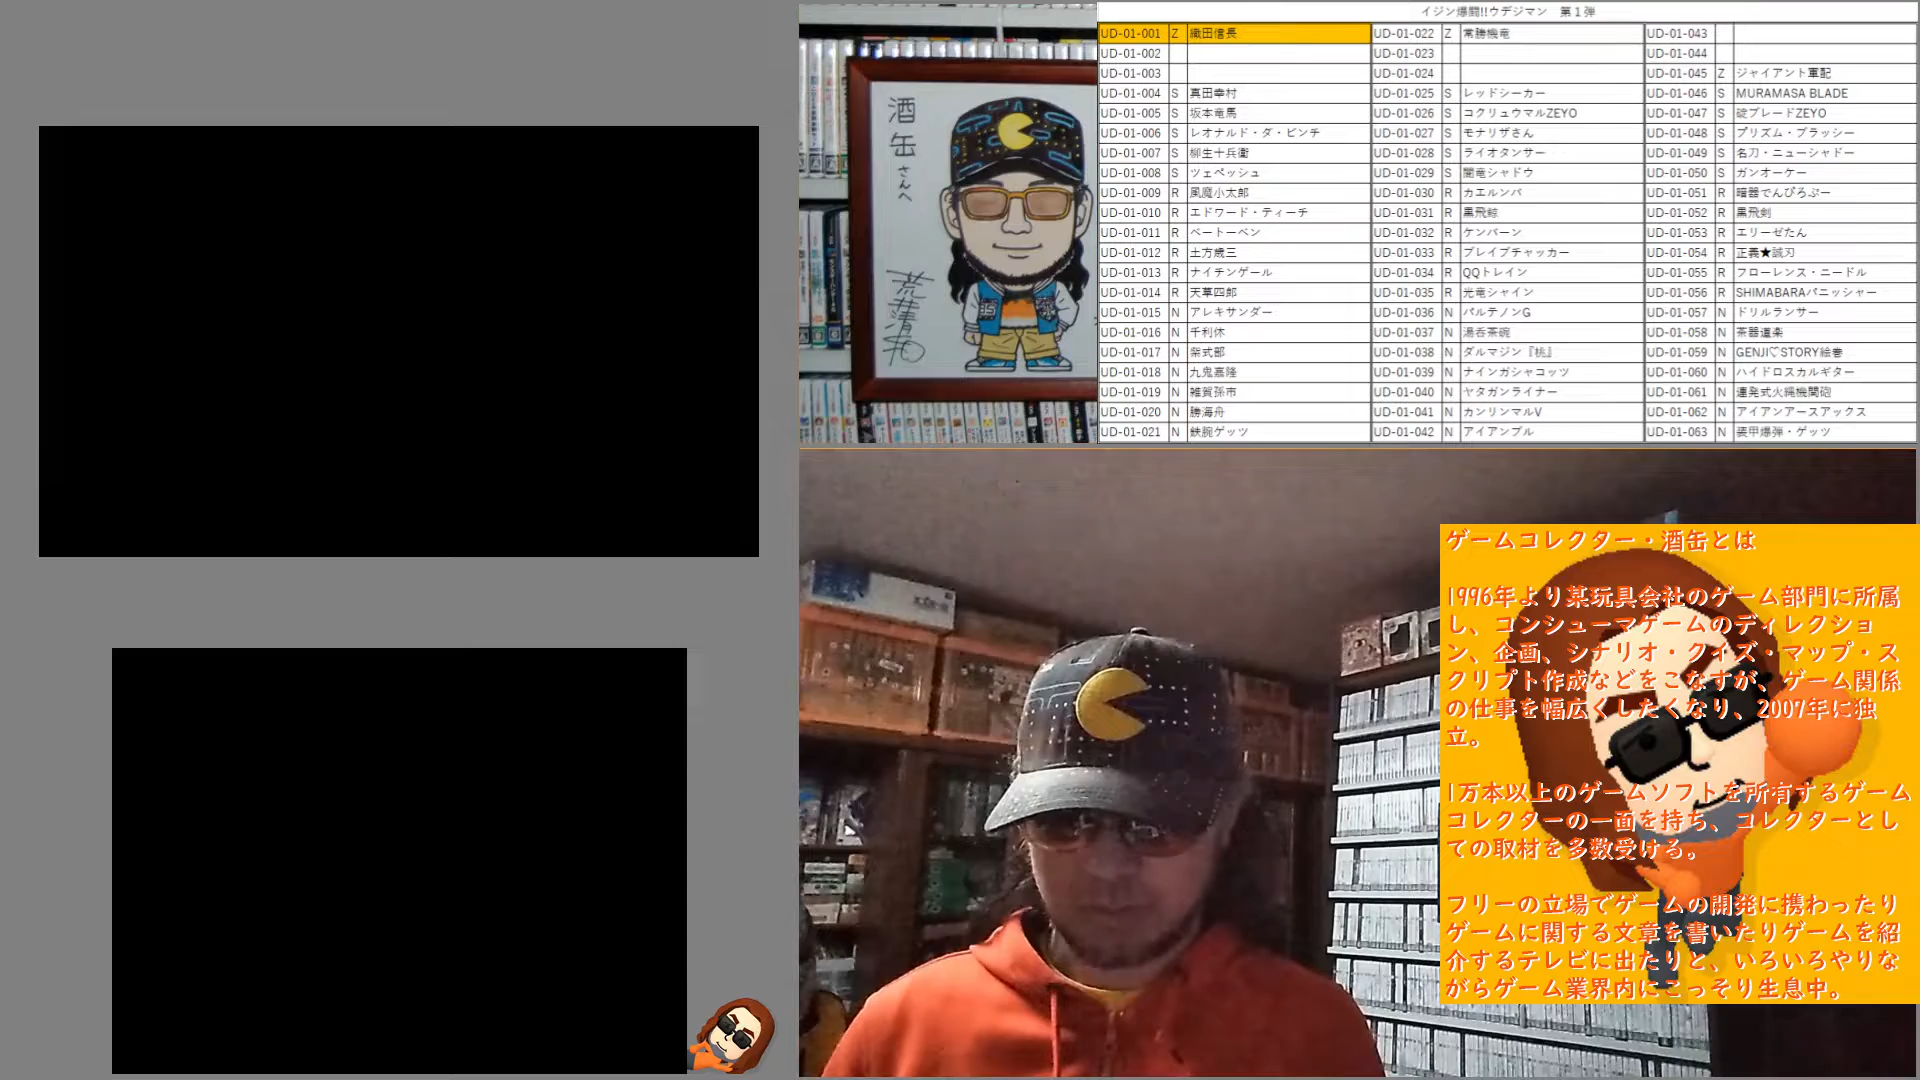 イジン爆闘!!ウデジマン　第１弾
UD-01-001 Z 織田信長
UD-01-002
UD-01-003
UD-01-004 S 真田幸村
UD-01-005 S 坂本竜馬
UD-01-006 S レオナルド・ダ・ビンチ
UD-01-007 S 柳生十兵衛
UD-01-008 S ツェペッシュ
UD-01-009 R 風魔小太郎
UD-01-010 R エドワード・ティーチ
UD-01-011 R ベートーベン
UD-01-012 R 土方歳三
UD-01-013 R ナイチンゲール
UD-01-014 R 天草四郎
UD-01-015 N アレキサンダー
UD-01-016 N 千利休
UD-01-017 N 紫式部
UD-01-018 N 九鬼嘉隆
UD-01-019 N 雑賀孫市
UD-01-020 N 勝海舟
UD-01-021 N 鉄腕ゲッツ
UD-01-022 Z 常勝機竜
UD-01-023
UD-01-024
UD-01-025 S レッドシーカー
UD-01-026 S コクリュウマルZEYO
UD-01-027 S モナリザさん
UD-01-028 S ライオタンサー
UD-01-029 S 闇竜シャドウ
UD-01-030 R カエルンバ
UD-01-031 R 黒飛鯨
UD-01-032 R ケンバーン
UD-01-033 R ブレイブチャッカー
UD-01-034 R QQトレイン
UD-01-035 R 光竜シャイン
UD-01-036 N パルテノンG
UD-01-037 N 湯呑茶碗
UD-01-038 N ダルマジン『桃』
UD-01-039 N ナインガシャコッツ
UD-01-040 N ヤタガンライナー
UD-01-041 N カンリンマルV
UD-01-042 N アイアンブル
UD-01-043
UD-01-044
UD-01-045 Z ジャイアント軍配
UD-01-046 S MURAMASA BLADE
UD-01-047 S 碇ブレードZEYO
UD-01-048 S プリズム・ブラッシー
UD-01-049 S 名刀・ニューシャドー
UD-01-050 S ガンオーケー
UD-01-051 R 暗器でんぴろぷー
UD-01-052 R 黒飛剣
UD-01-053 R エリーゼたん
UD-01-054 R 正義★誠刃
UD-01-055 R フローレンス・ニードル
UD-01-056 R SHIMABARAパニッシャー
UD-01-057 N ドリルランサー
UD-01-058 N 茶器道楽
UD-01-059 N GENJI♡STORY絵巻
UD-01-060 N ハイドロスカルギター
UD-01-061 N 連発式火縄機関砲
UD-01-062 N アイアンアースアックス
UD-01-063 N 装甲爆弾・ゲッツ
酒缶さんへ
ゲームコレクター・酒缶とは
1996年より某玩具会社のゲーム部門に所属
し、コンシューマゲームのディレクショ
ン、企画、シナリオ・クイズ・マップ・ス
クリプト作成などをこなすが、ゲーム関係
の仕事を幅広くしたくなり、2007年に独
立。
1万本以上のゲームソフトを所有するゲーム
コレクターの一面を持ち、コレクターとし
ての取材を多数受ける。
フリーの立場でゲームの開発に携わったり
ゲームに関する文章を書いたりゲームを紹
介するテレビに出たりと、いろいろやりな
がらゲーム業界内にこっそり生息中。